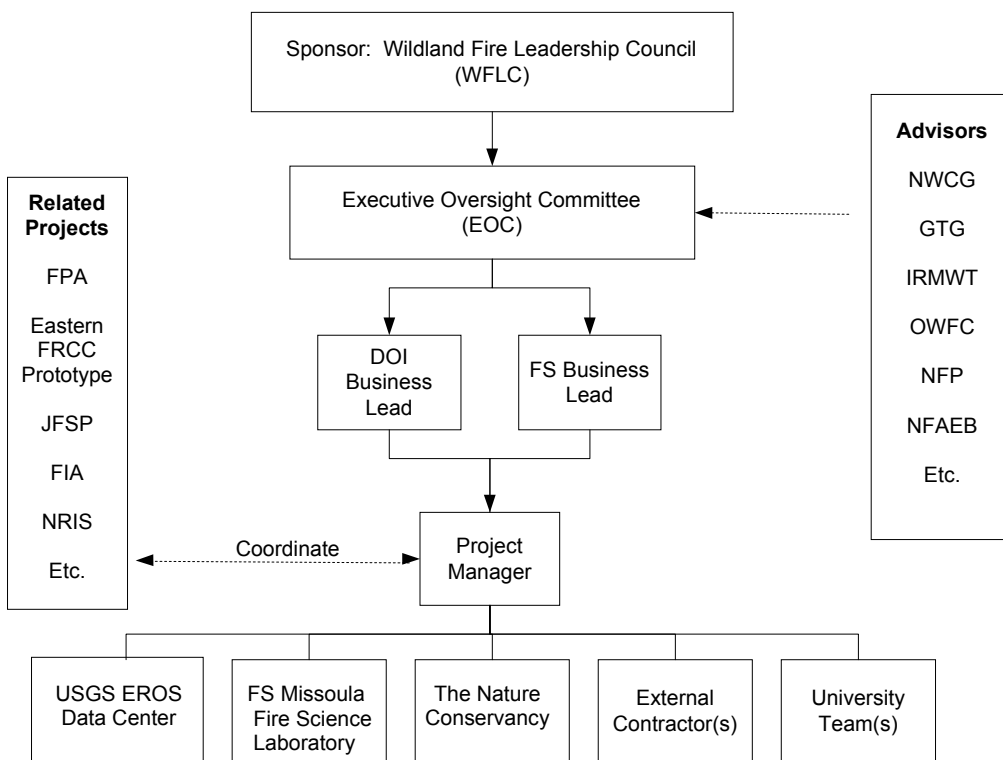 Sponsor: Wildland Fire Leadership Council
(WFLC)
Advisors
NWCG
GTG
IRMWT
OWFC
NFP
NFAEB
Etc.
Executive Oversight Committee
(EOC)
Related
Projects
FPA
Eastern
FRCC
Prototype
JFSP
FIA
NRIS
Etc.
DOI
Business
Lead
FS Business
Lead
Coordinate
Project
Manager
USGS EROS
Data Center
FS Missoula
Fire Science
Laboratory
The Nature
Conservancy
External
Contractor(s)
University
Team(s)